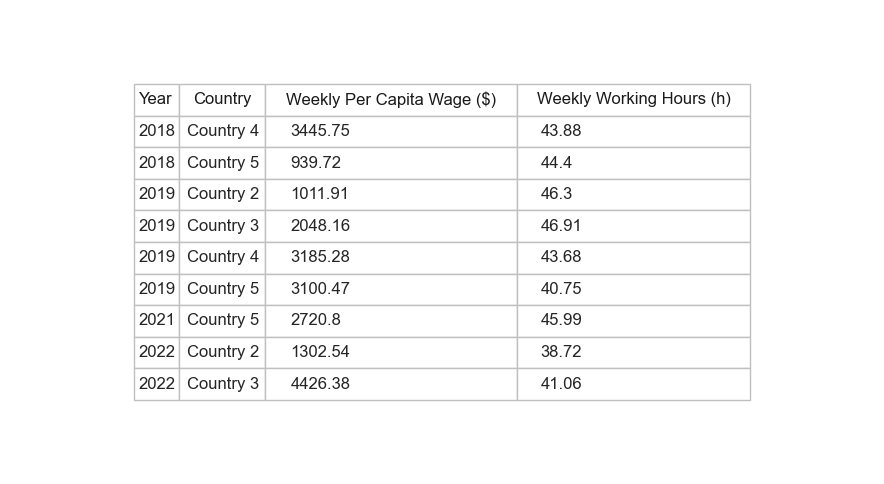 Year Country Weekly Per Capita Wage ($) Weekly Working Hours (h)
2018 Country 4 3445.75 43.88
2018 Country 5 939.72 44.4
2019 Country 2 1011.91 46.3
2019 Country 3 2048.16 46.91
2019 Country 4 3185.28 43.68
2019 Country 5 3100.47 40.75
2021 Country 5 2720.8 45.99
2022 Country 2 1302.54 38.72
2022 Country 3 4426.38 41.06